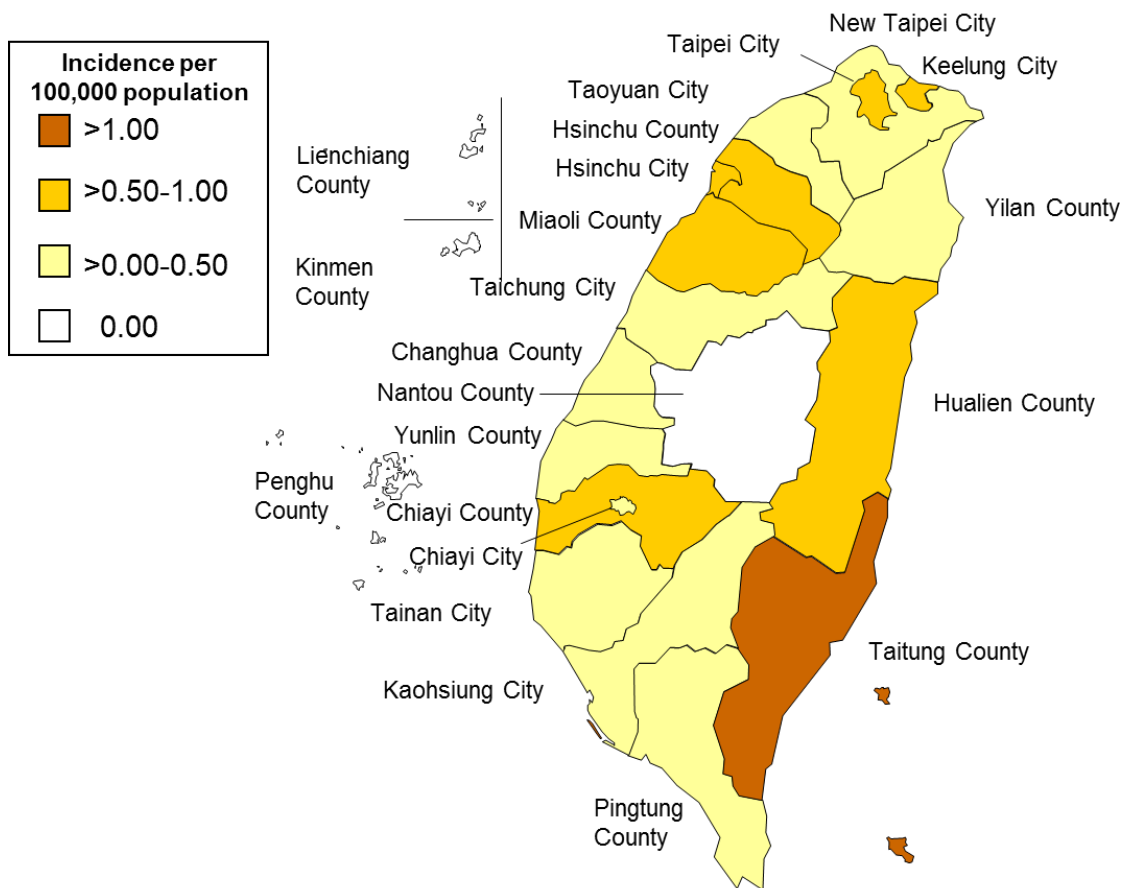 Incidence per
100,000 population
>1.00
>0.50-1.00
>0.00-0.50
0.00
New Taipei City
Taipei City
Keelung City
Taoyuan City
Hsinchu County
Hsinchu City
Lienchiang
County
Miaoli County
Yilan County
Kinmen
County
Taichung City
Changhua County
Nantou County
Hualien County
Yunlin County
Penghu
County
Chiayi County
Chiayi City
Tainan City
Taitung County
Kaohsiung City
Pingtung
County